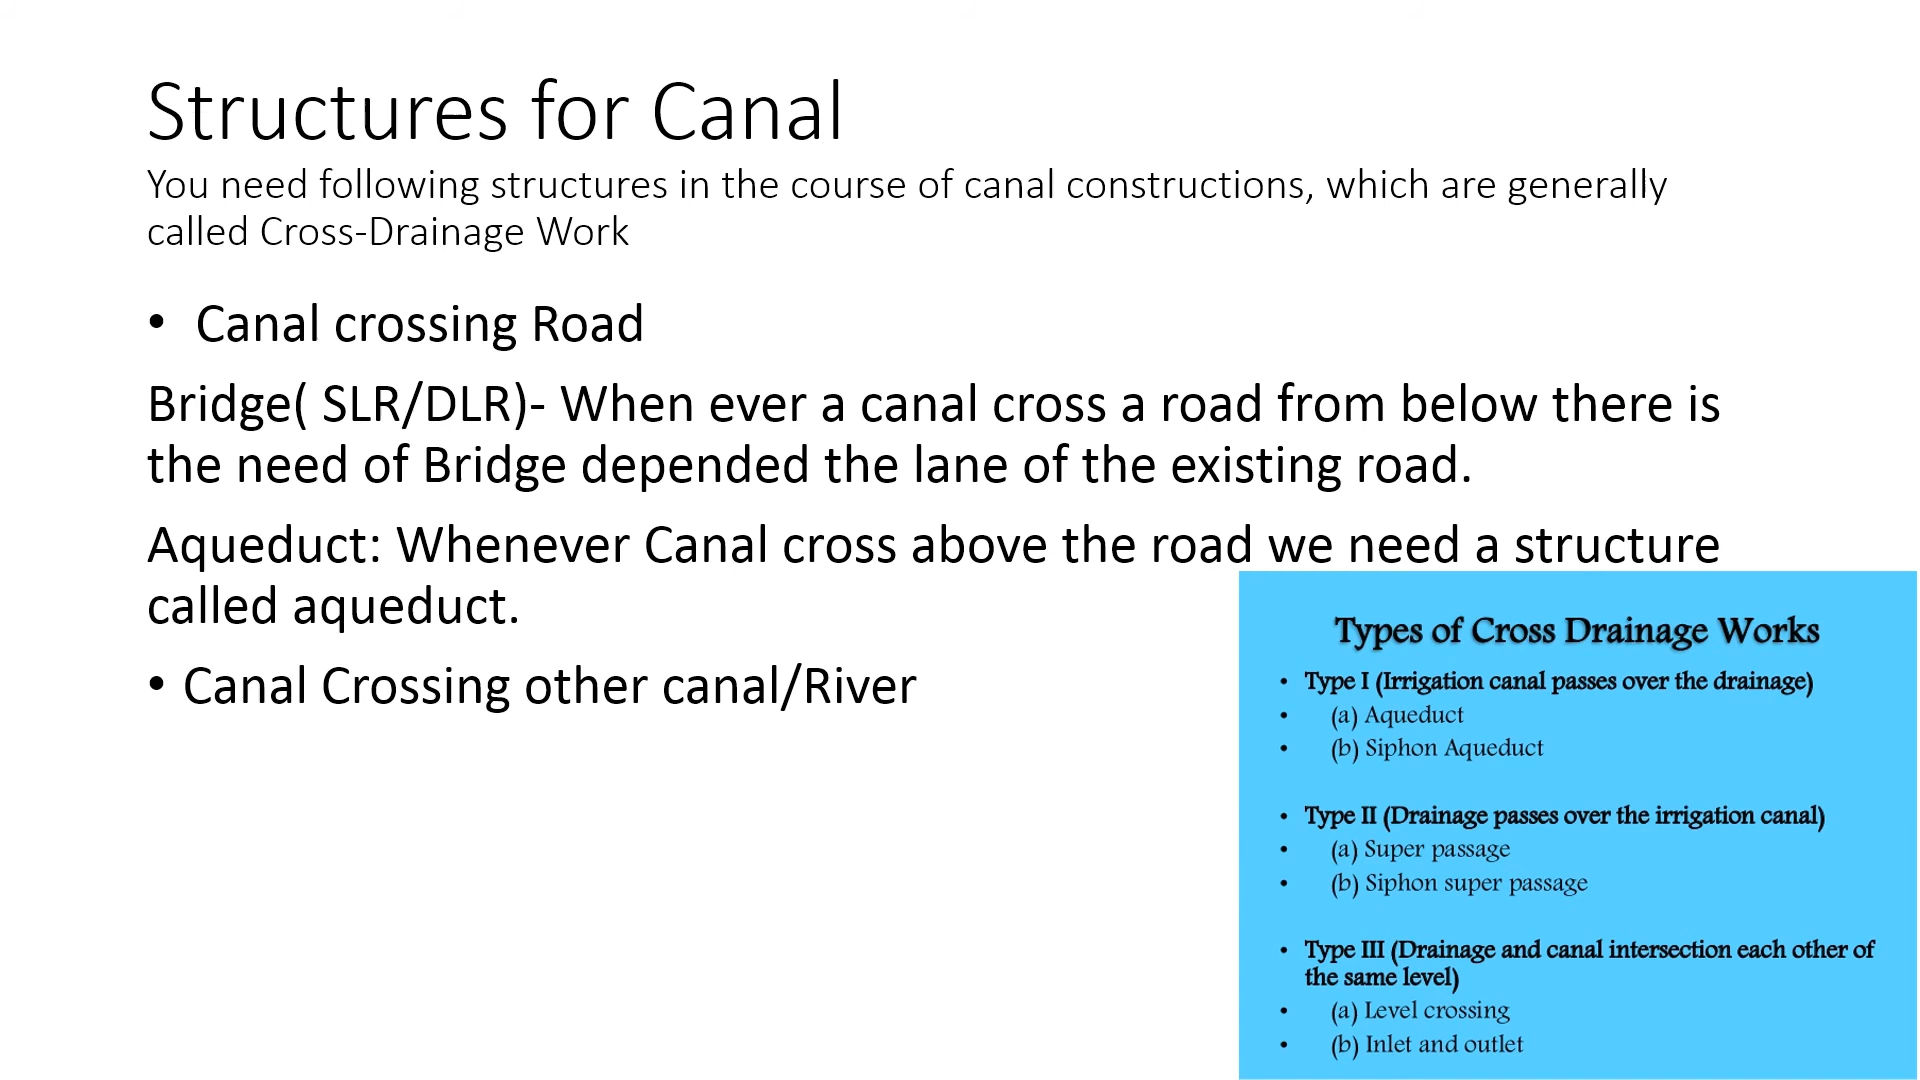 Structures for Canal
You need following structures in the course of canal constructions, which are generally
called Cross-Drainage Work
• Canal crossing Road
Bridge( SLR/DLR)- When ever a canal cross a road from below there is
the need of Bridge depended the lane of the existing road.
Aqueduct: Whenever Canal cross above the road we need a structure
called aqueduct.
• Canal Crossing other canal/River
Types of Cross Drainage Works
• Type I (Irrigation canal passes over the drainage)
• (a) Aqueduct
• (b) Siphon Aqueduct
• Type II (Drainage passes over the irrigation canal)
• (a) Super passage
• (b) Siphon super passage
• Type III (Drainage and canal intersection each other of
the same level)
• (a) Level crossing
• (b) Inlet and outlet